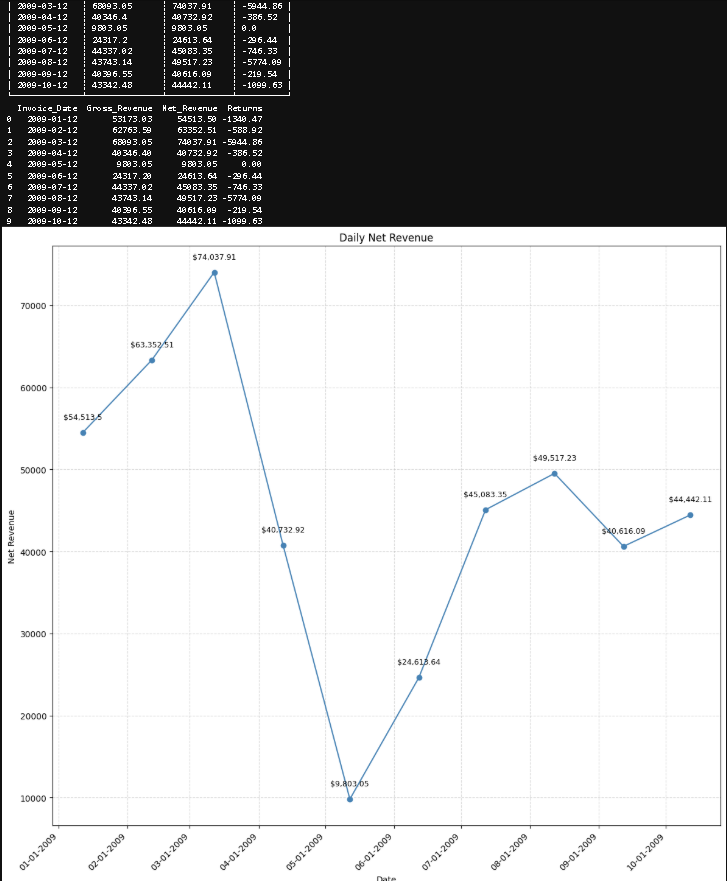 2009-03-12 68093.05 74037.91 -5944.86
2009-04-12 40346.4 40732.92 -386.52
2009-05-12 9803.05 9803.05 0.0
2009-06-12 24317.2 24613.64 -296.44
2009-07-12 44337.02 45083.35 -746.33
2009-08-12 43743.14 49517.23 -5774.09
2009-09-12 40396.55 40616.09 -219.54
2009-10-12 43342.48 44442.11 -1099.63
Invoice_Date Gross_Revenue Net_Revenue Returns
0 2009-01-12 53173.03 54513.50 -1340.47
1 2009-02-12 62763.59 63352.51 -588.92
2 2009-03-12 68093.05 74037.91 -5944.86
3 2009-04-12 40346.40 40732.92 -386.52
4 2009-05-12 9803.05 9803.05 0.00
5 2009-06-12 24317.20 24613.64 -296.44
6 2009-07-12 44337.02 45083.35 -746.33
7 2009-08-12 43743.14 49517.23 -5774.09
8 2009-09-12 40396.55 40616.09 -219.54
9 2009-10-12 43342.48 44442.11 -1099.63
Daily Net Revenue
$74,037.91
70000
$63,352.51
60000
$54,513.5
50000
$49,517.23
$45,083.35
$44,442.11
$40,732.92
$40,616.09
40000
Net Revenue
30000
$24,613.64
20000
$9,803.05
10000
01-01-2009
02-01-2009
03-01-2009
04-01-2009
05-01-2009
06-01-2009
07-01-2009
08-01-2009
09-01-2009
10-01-2009
Date